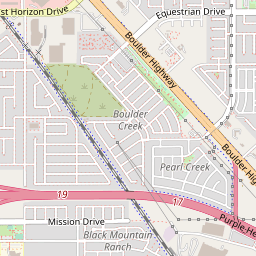 st Horizon Drive
Equestrian Drive
Boulder Highway
Boulder
Creek
Boulder Hi
Pearl Creek
19
17
Purple He
Mission Drive
Black Mountain
Ranch